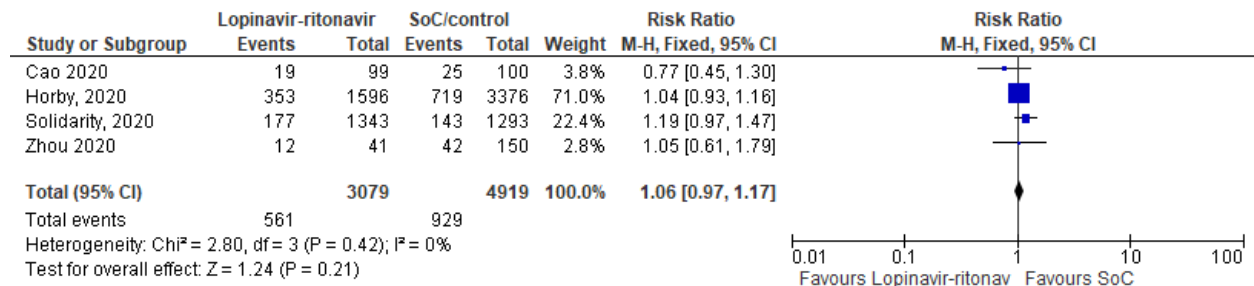 Lopinavir-ritonavir SoC/control Risk Ratio Risk Ratio
Study or Subgroup Events Total Events Total Weight M-H, Fixed, 95% CI M-H, Fixed, 95% CI
Cao 2020 19 99 25 100 3.8% 0.77 [0.45, 1.30]
Horby, 2020 353 1596 719 3376 71.0% 1.04 [0.93, 1.16]
Solidarity, 2020 177 1343 143 1293 22.4% 1.19 [0.97, 1.47]
Zhou 2020 12 41 42 150 2.8% 1.05 [0.61, 1.79]
Total (95% CI) 3079 4919 100.0% 1.06 [0.97, 1.17]
Total events 561 929
Heterogeneity: Chi² = 2.80, df = 3 (P = 0.42); I² = 0%
Test for overall effect: Z = 1.24 (P = 0.21)
0.01 0.1 1 10 100
Favours Lopinavir-ritonav Favours SoC